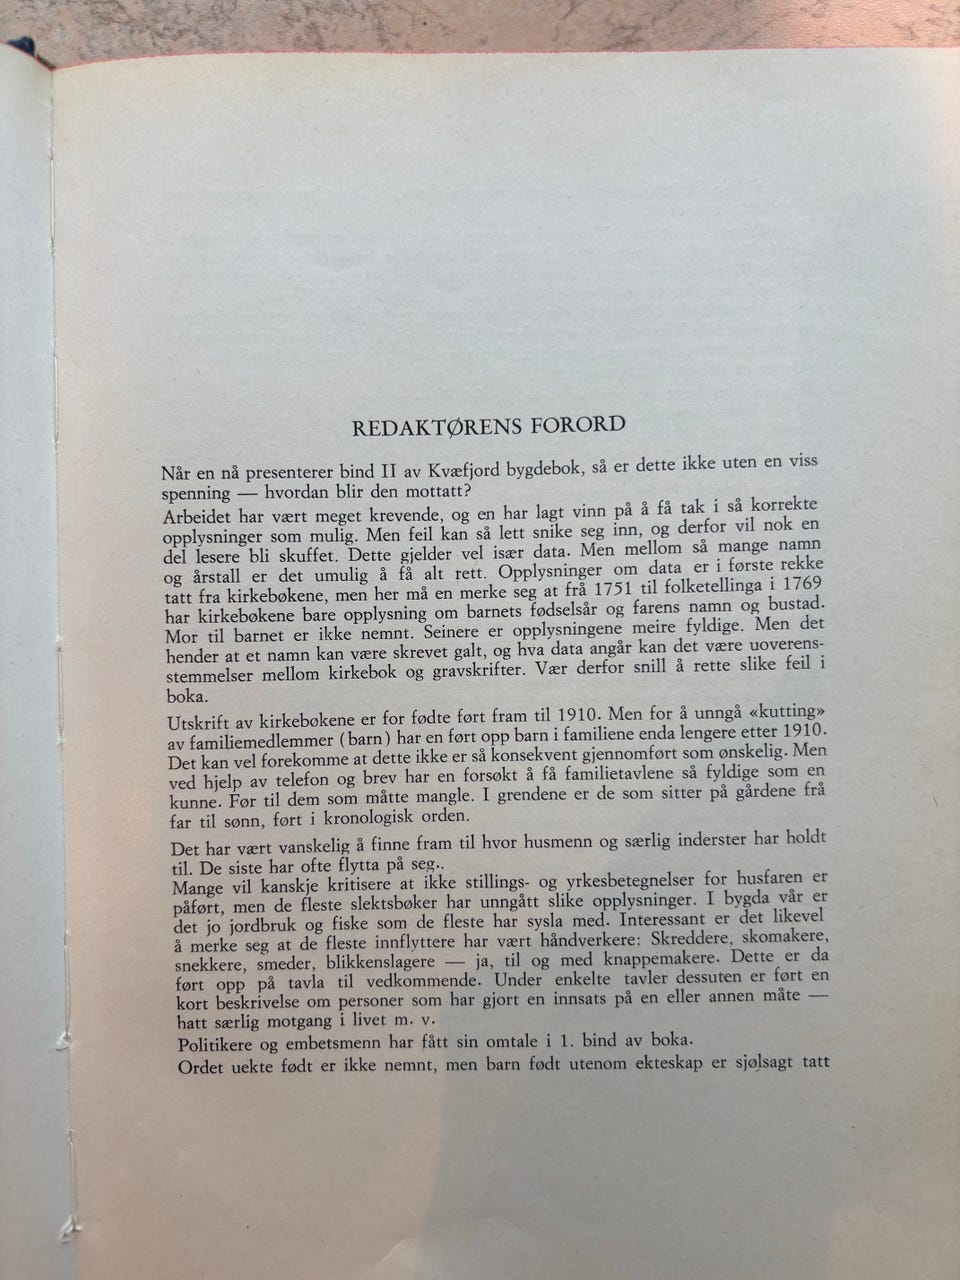 REDAKTØRENS FORORD
Når en nå presenterer bind II av Kvæfjord bygdebok, så er dette ikke uten en viss
spenning — hvordan blir den mottatt?
Arbeidet har vært meget krevende, og en har lagt vinn på å få tak i så korrekte
opplysninger som mulig. Men feil kan så lett snike seg inn, og derfor vil nok en
del lesere bli skuffet. Dette gjelder vel især data. Men mellom så mange namn
og årstall er det umulig å få alt rett. Opplysninger om data er i første rekke
tatt fra kirkebøkene, men her må en merke seg at frå 1751 til folketellinga i 1769
har kirkebøkene bare opplysning om barnets fødselsår og farens namn og bustad.
Mor til barnet er ikke nemnt. Seinere er opplysningene meire fyldige. Men det
hender at et namn kan være skrevet galt, og hva data angår kan det være uoverens-
stemmelser mellom kirkebok og gravskrifter. Vær derfor snill å rette slike feil i
boka.
Utskrift av kirkebøkene er for fødte ført fram til 1910. Men for å unngå «kutting»
av familiemedlemmer (barn) har en ført opp barn i familiene enda lengere etter 1910.
Det kan vel forekomme at dette ikke er så konsekvent gjennomført som ønskelig. Men
ved hjelp av telefon og brev har en forsøkt å få familietavlene så fyldige som en
kunne. Før til dem som måtte mangle. I grendene er de som sitter på gårdene frå
far til sønn, ført i kronologisk orden.
Det har vært vanskelig å finne fram til hvor husmenn og særlig inderster har holdt
til. De siste har ofte flytta på seg..
Mange vil kanskje kritisere at ikke stillings- og yrkesbetegnelser for husfaren er
påført, men de fleste slektsbøker har unngått slike opplysninger. I bygda vår er
det jo jordbruk og fiske som de fleste har sysla med. Interessant er det likevel
å merke seg at de fleste innflyttere har vært håndverkere: Skreddere, skomakere,
snekkere, smeder, blikkenslagere — ja, til og med knappemakere. Dette er da
ført opp på tavla til vedkommende. Under enkelte tavler dessuten er ført en
kort beskrivelse om personer som har gjort en innsats på en eller annen måte —
hatt særlig motgang i livet m. v.
Politikere og embetsmenn har fått sin omtale i 1. bind av boka.
Ordet uekte født er ikke nemnt, men barn født utenom ekteskap er sjølsagt tatt